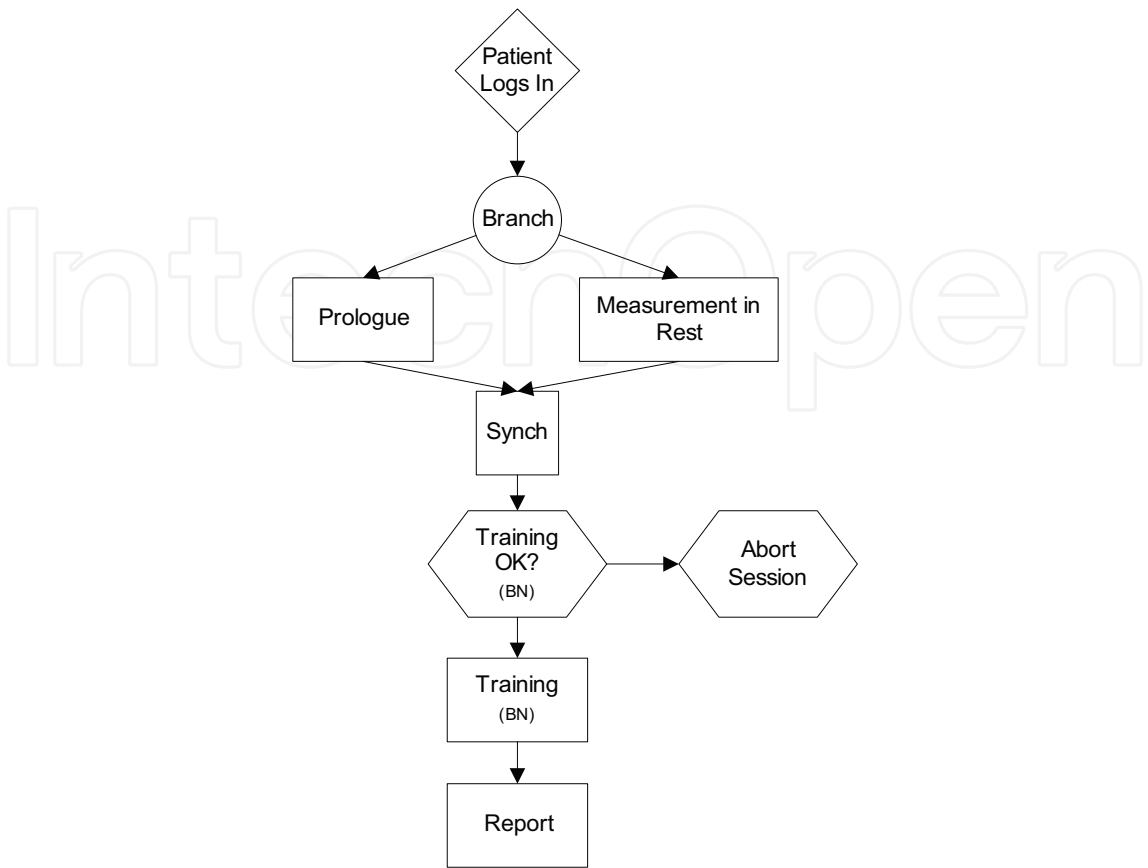 Patient
Logs In
Branch
IntechOpen
Prologue
Measurement in
Rest
Synch
Training
OK?
(BN)
Abort
Session
Training
(BN)
Report